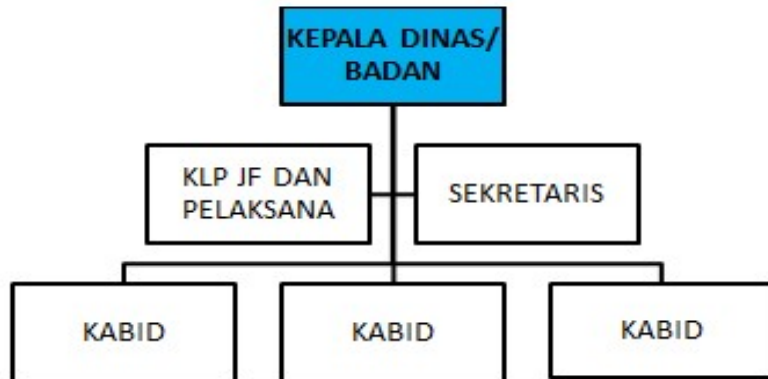 KEPALA DINAS/
BADAN
KLP JF DAN
PELAKSANA
SEKRETARIS
KABID
KABID
KABID